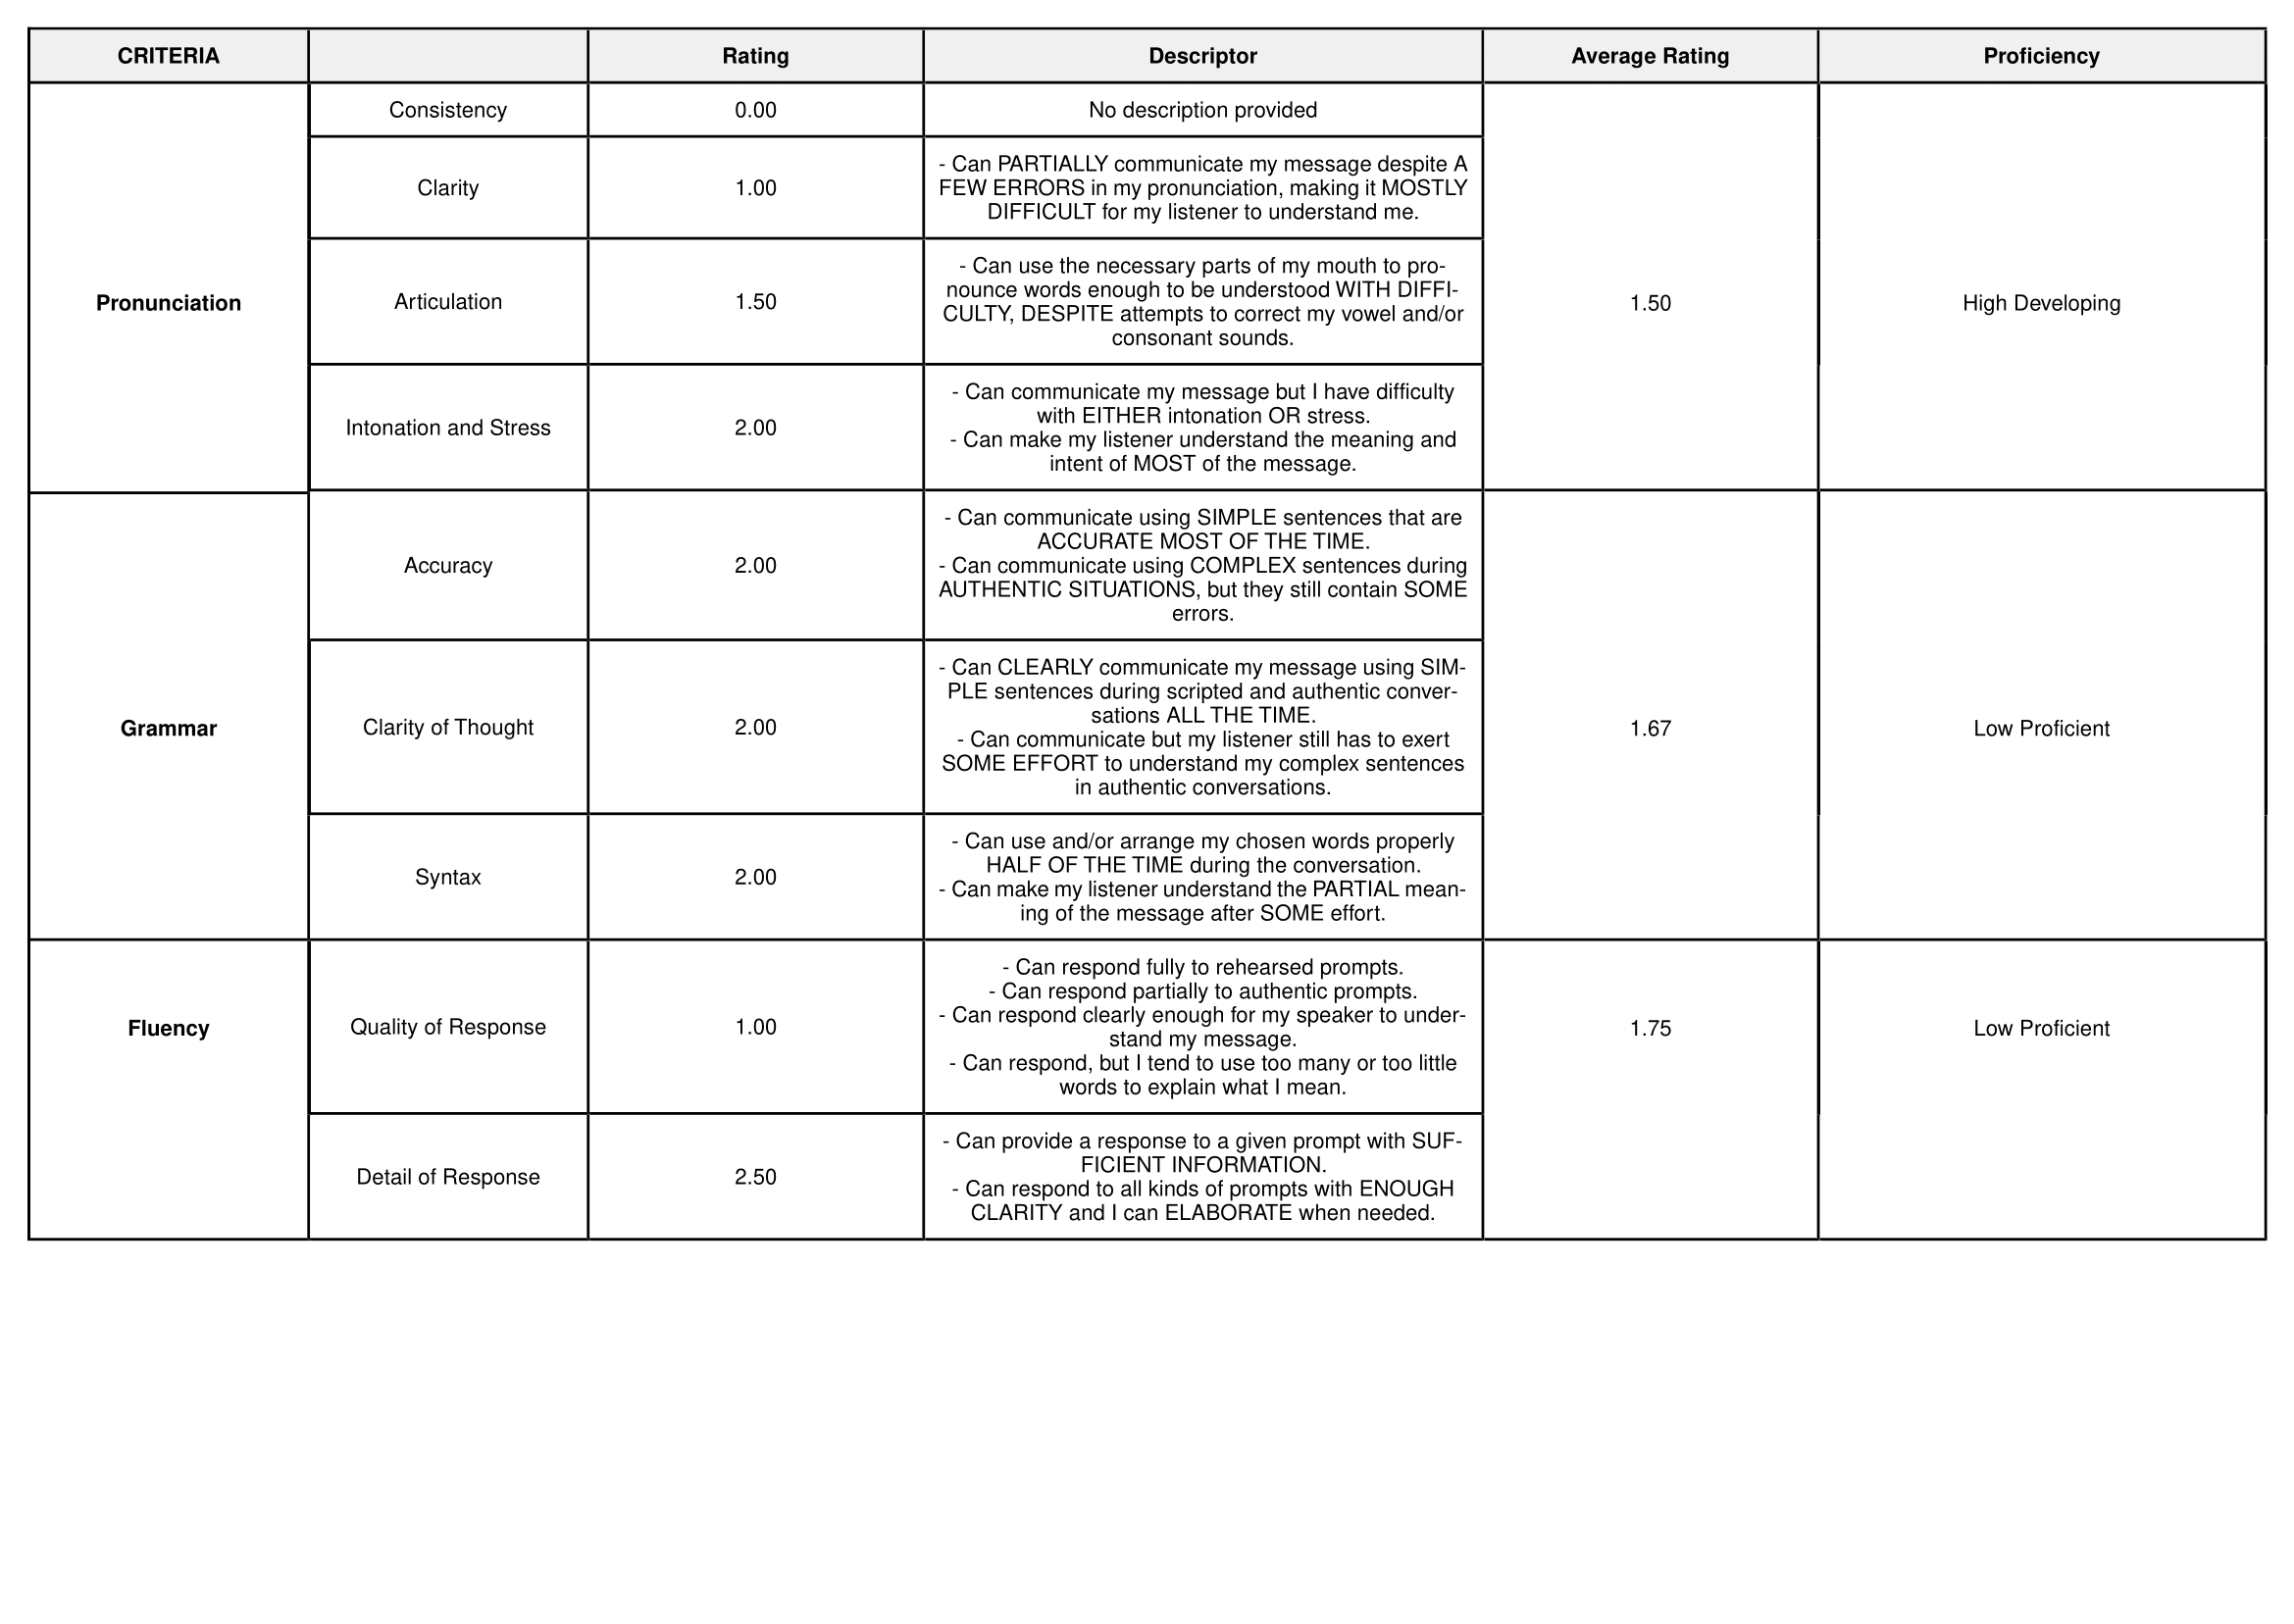 CRITERIA Rating Descriptor Average Rating Proficiency
Pronunciation
Consistency 0.00 No description provided
Clarity 1.00
- Can PARTIALLY communicate my message despite A
FEW ERRORS in my pronunciation, making it MOSTLY
DIFFICULT for my listener to understand me.
Articulation 1.50
- Can use the necessary parts of my mouth to pro-
nounce words enough to be understood WITH DIFFI-
CULTY, DESPITE attempts to correct my vowel and/or
consonant sounds.
Intonation and Stress 2.00
- Can communicate my message but I have difficulty
with EITHER intonation OR stress.
- Can make my listener understand the meaning and
intent of MOST of the message.
1.50 High Developing
Grammar
Accuracy 2.00
- Can communicate using SIMPLE sentences that are
ACCURATE MOST OF THE TIME.
- Can communicate using COMPLEX sentences during
AUTHENTIC SITUATIONS, but they still contain SOME
errors.
Clarity of Thought 2.00
- Can CLEARLY communicate my message using SIM-
PLE sentences during scripted and authentic conver-
sations ALL THE TIME.
- Can communicate but my listener still has to exert
SOME EFFORT to understand my complex sentences
in authentic conversations.
Syntax 2.00
- Can use and/or arrange my chosen words properly
HALF OF THE TIME during the conversation.
- Can make my listener understand the PARTIAL mean-
ing of the message after SOME effort.
1.67 Low Proficient
Fluency
Quality of Response 1.00
- Can respond fully to rehearsed prompts.
- Can respond partially to authentic prompts.
- Can respond clearly enough for my speaker to under-
stand my message.
- Can respond, but I tend to use too many or too little
words to explain what I mean.
Detail of Response 2.50
- Can provide a response to a given prompt with SUF-
FICIENT INFORMATION.
- Can respond to all kinds of prompts with ENOUGH
CLARITY and I can ELABORATE when needed.
1.75 Low Proficient